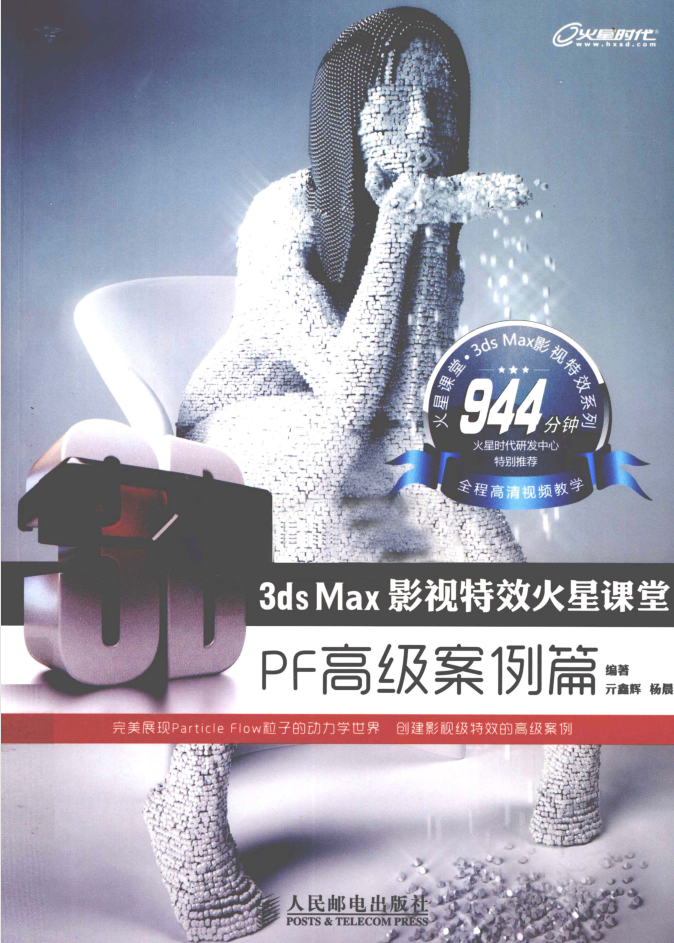 火星时代
www.hxsd.com
火星课堂·3ds Max影视特效系列
944分钟
火星时代研发中心
特别推荐
全程高清视频教学
3D
3ds Max 影视特效火星课堂
PF高级案例篇
编著
亓鑫辉 杨晨
完美展现Particle Flow粒子的动力学世界 创建影视级特效的高级案例
人民邮电出版社
POSTS & TELECOM PRESS